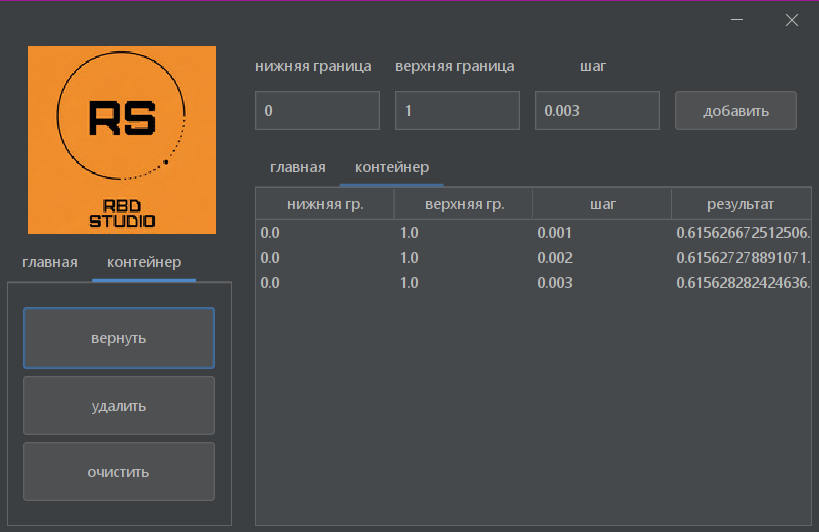 RS
RBD
STUDIO
нижняя граница верхняя граница шаг
0 1 0.003 добавить
главная контейнер
нижняя гр. верхняя гр. шаг результат
0.0 1.0 0.001 0.615626672512506.
0.0 1.0 0.002 0.615627278891071.
0.0 1.0 0.003 0.615628282424636.
главная контейнер
вернуть
удалить
очистить